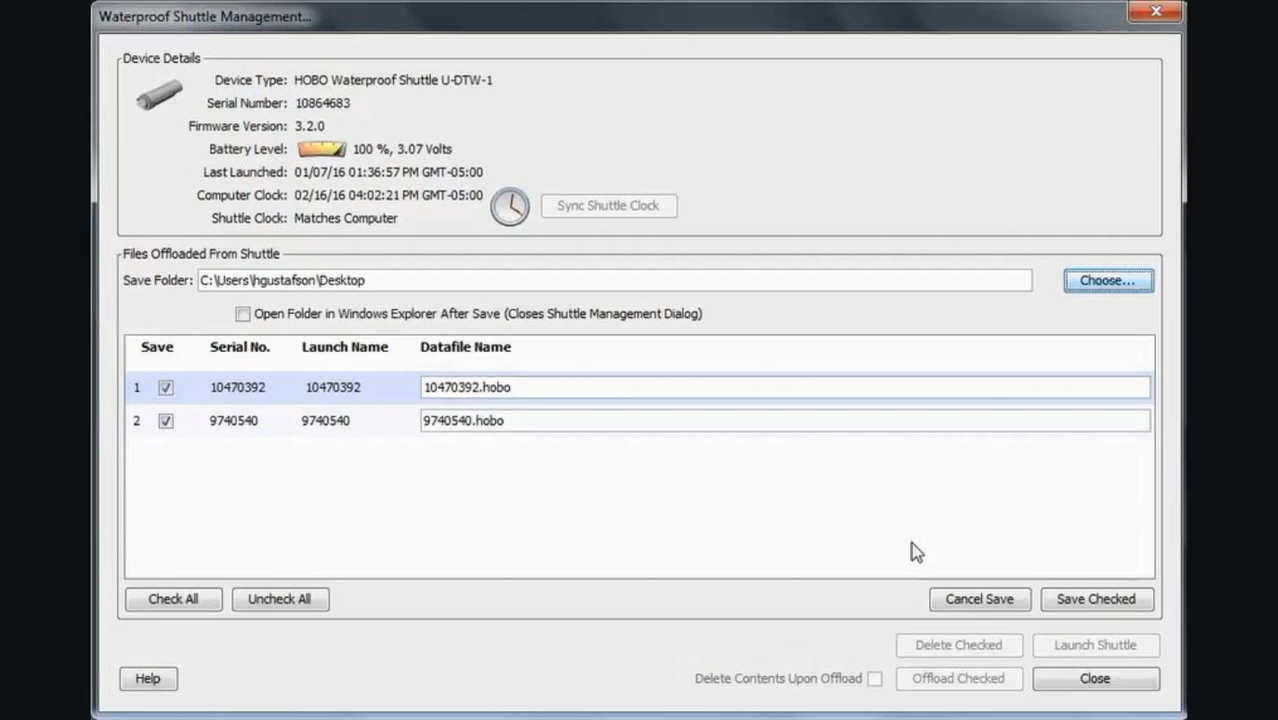 Waterproof Shuttle Management...
Device Details
Device Type: HOBO Waterproof Shuttle U-DTW-1
Serial Number: 10864683
Firmware Version: 3.2.0
Battery Level: 100 %, 3.07 Volts
Last Launched: 01/07/16 01:36:57 PM GMT-05:00
Computer Clock: 02/16/16 04:02:21 PM GMT-05:00
Sync Shuttle Clock
Shuttle Clock: Matches Computer
Files Offloaded From Shuttle
Save Folder: C:\Users\hgustafson\Desktop Choose...
Open Folder in Windows Explorer After Save (Closes Shuttle Management Dialog)
Save Serial No. Launch Name Datafile Name
1 10470392 10470392 10470392.hobo
2 9740540 9740540 9740540.hobo
Check All Uncheck All Cancel Save Save Checked
Delete Checked Launch Shuttle
Help Delete Contents Upon Offload Offload Checked Close